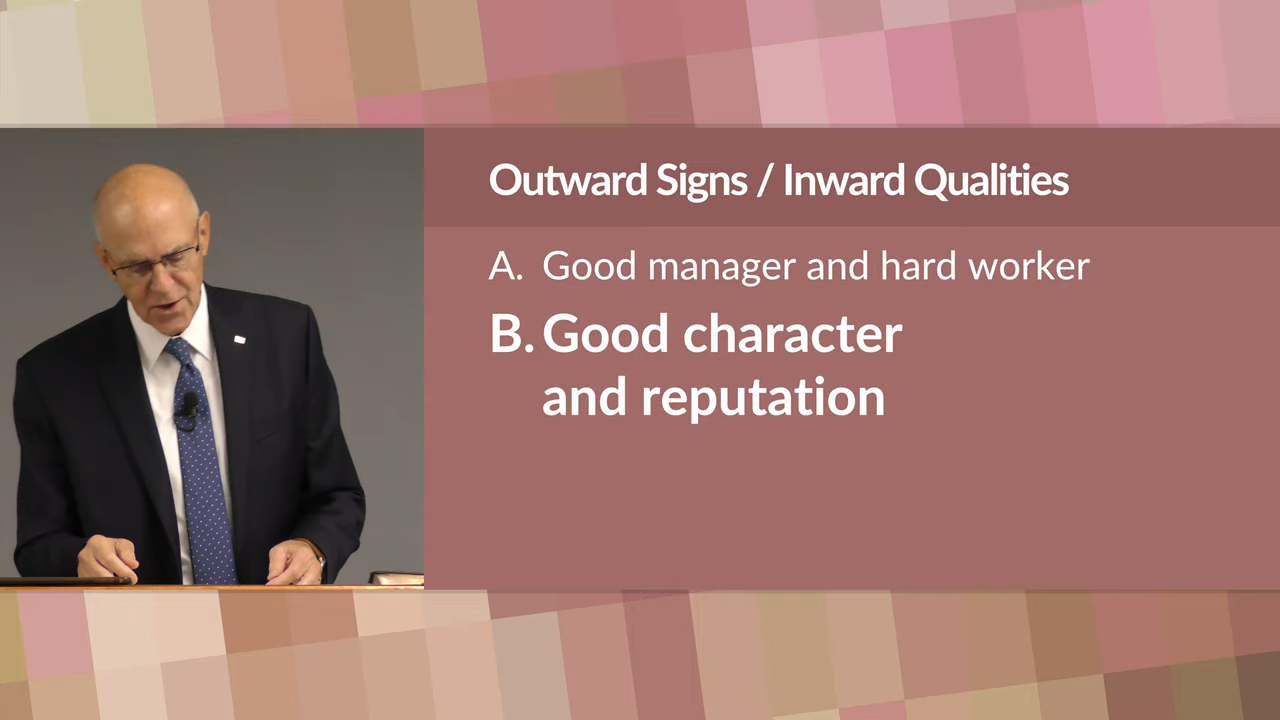 Outward Signs / Inward Qualities
A. Good manager and hard worker
B. Good character
and reputation